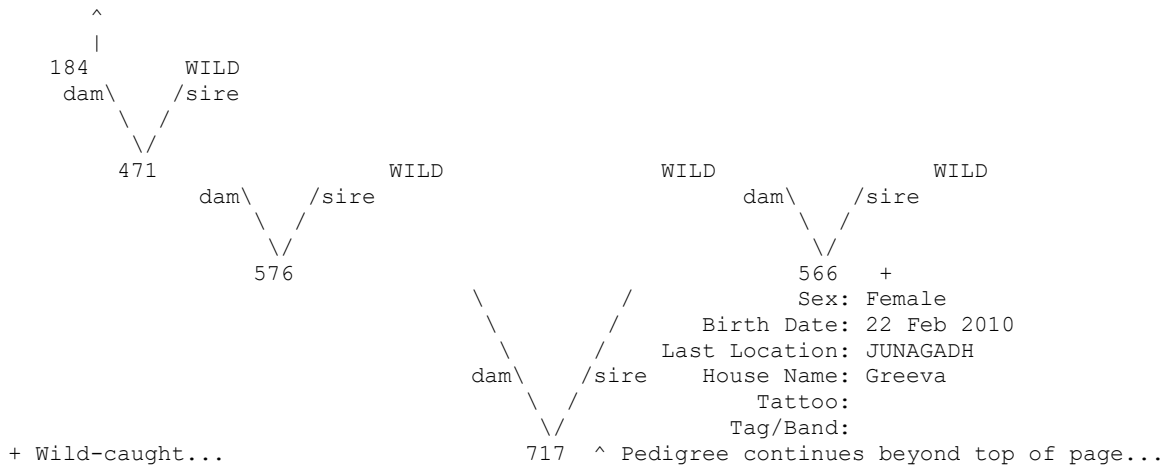 ^
|
184 WILD
dam\ /sire
\ /
\/
471 WILD WILD WILD
dam\ /sire dam\ /sire
\ / \ /
\/ \/
576 566 +
\ / Sex: Female
\ / Birth Date: 22 Feb 2010
\ / Last Location: JUNAGADH
dam\ /sire House Name: Greeva
\ / Tattoo:
\/ Tag/Band:
+ Wild-caught... 717 ^ Pedigree continues beyond top of page...